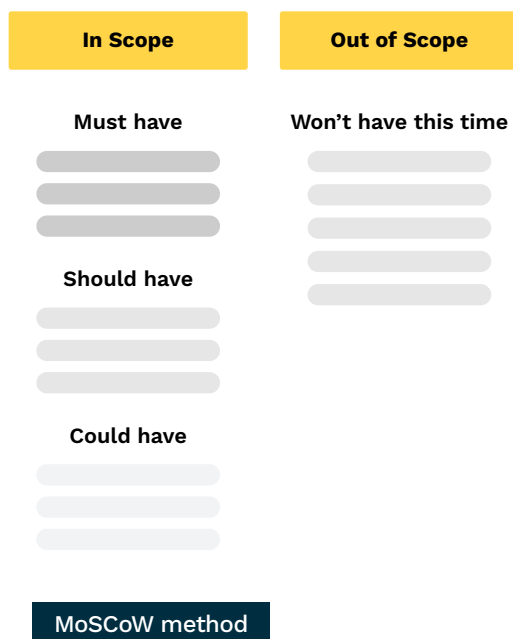 In Scope
Out of Scope
Must have
Won't have this time
Should have
Could have
MoSCoW method